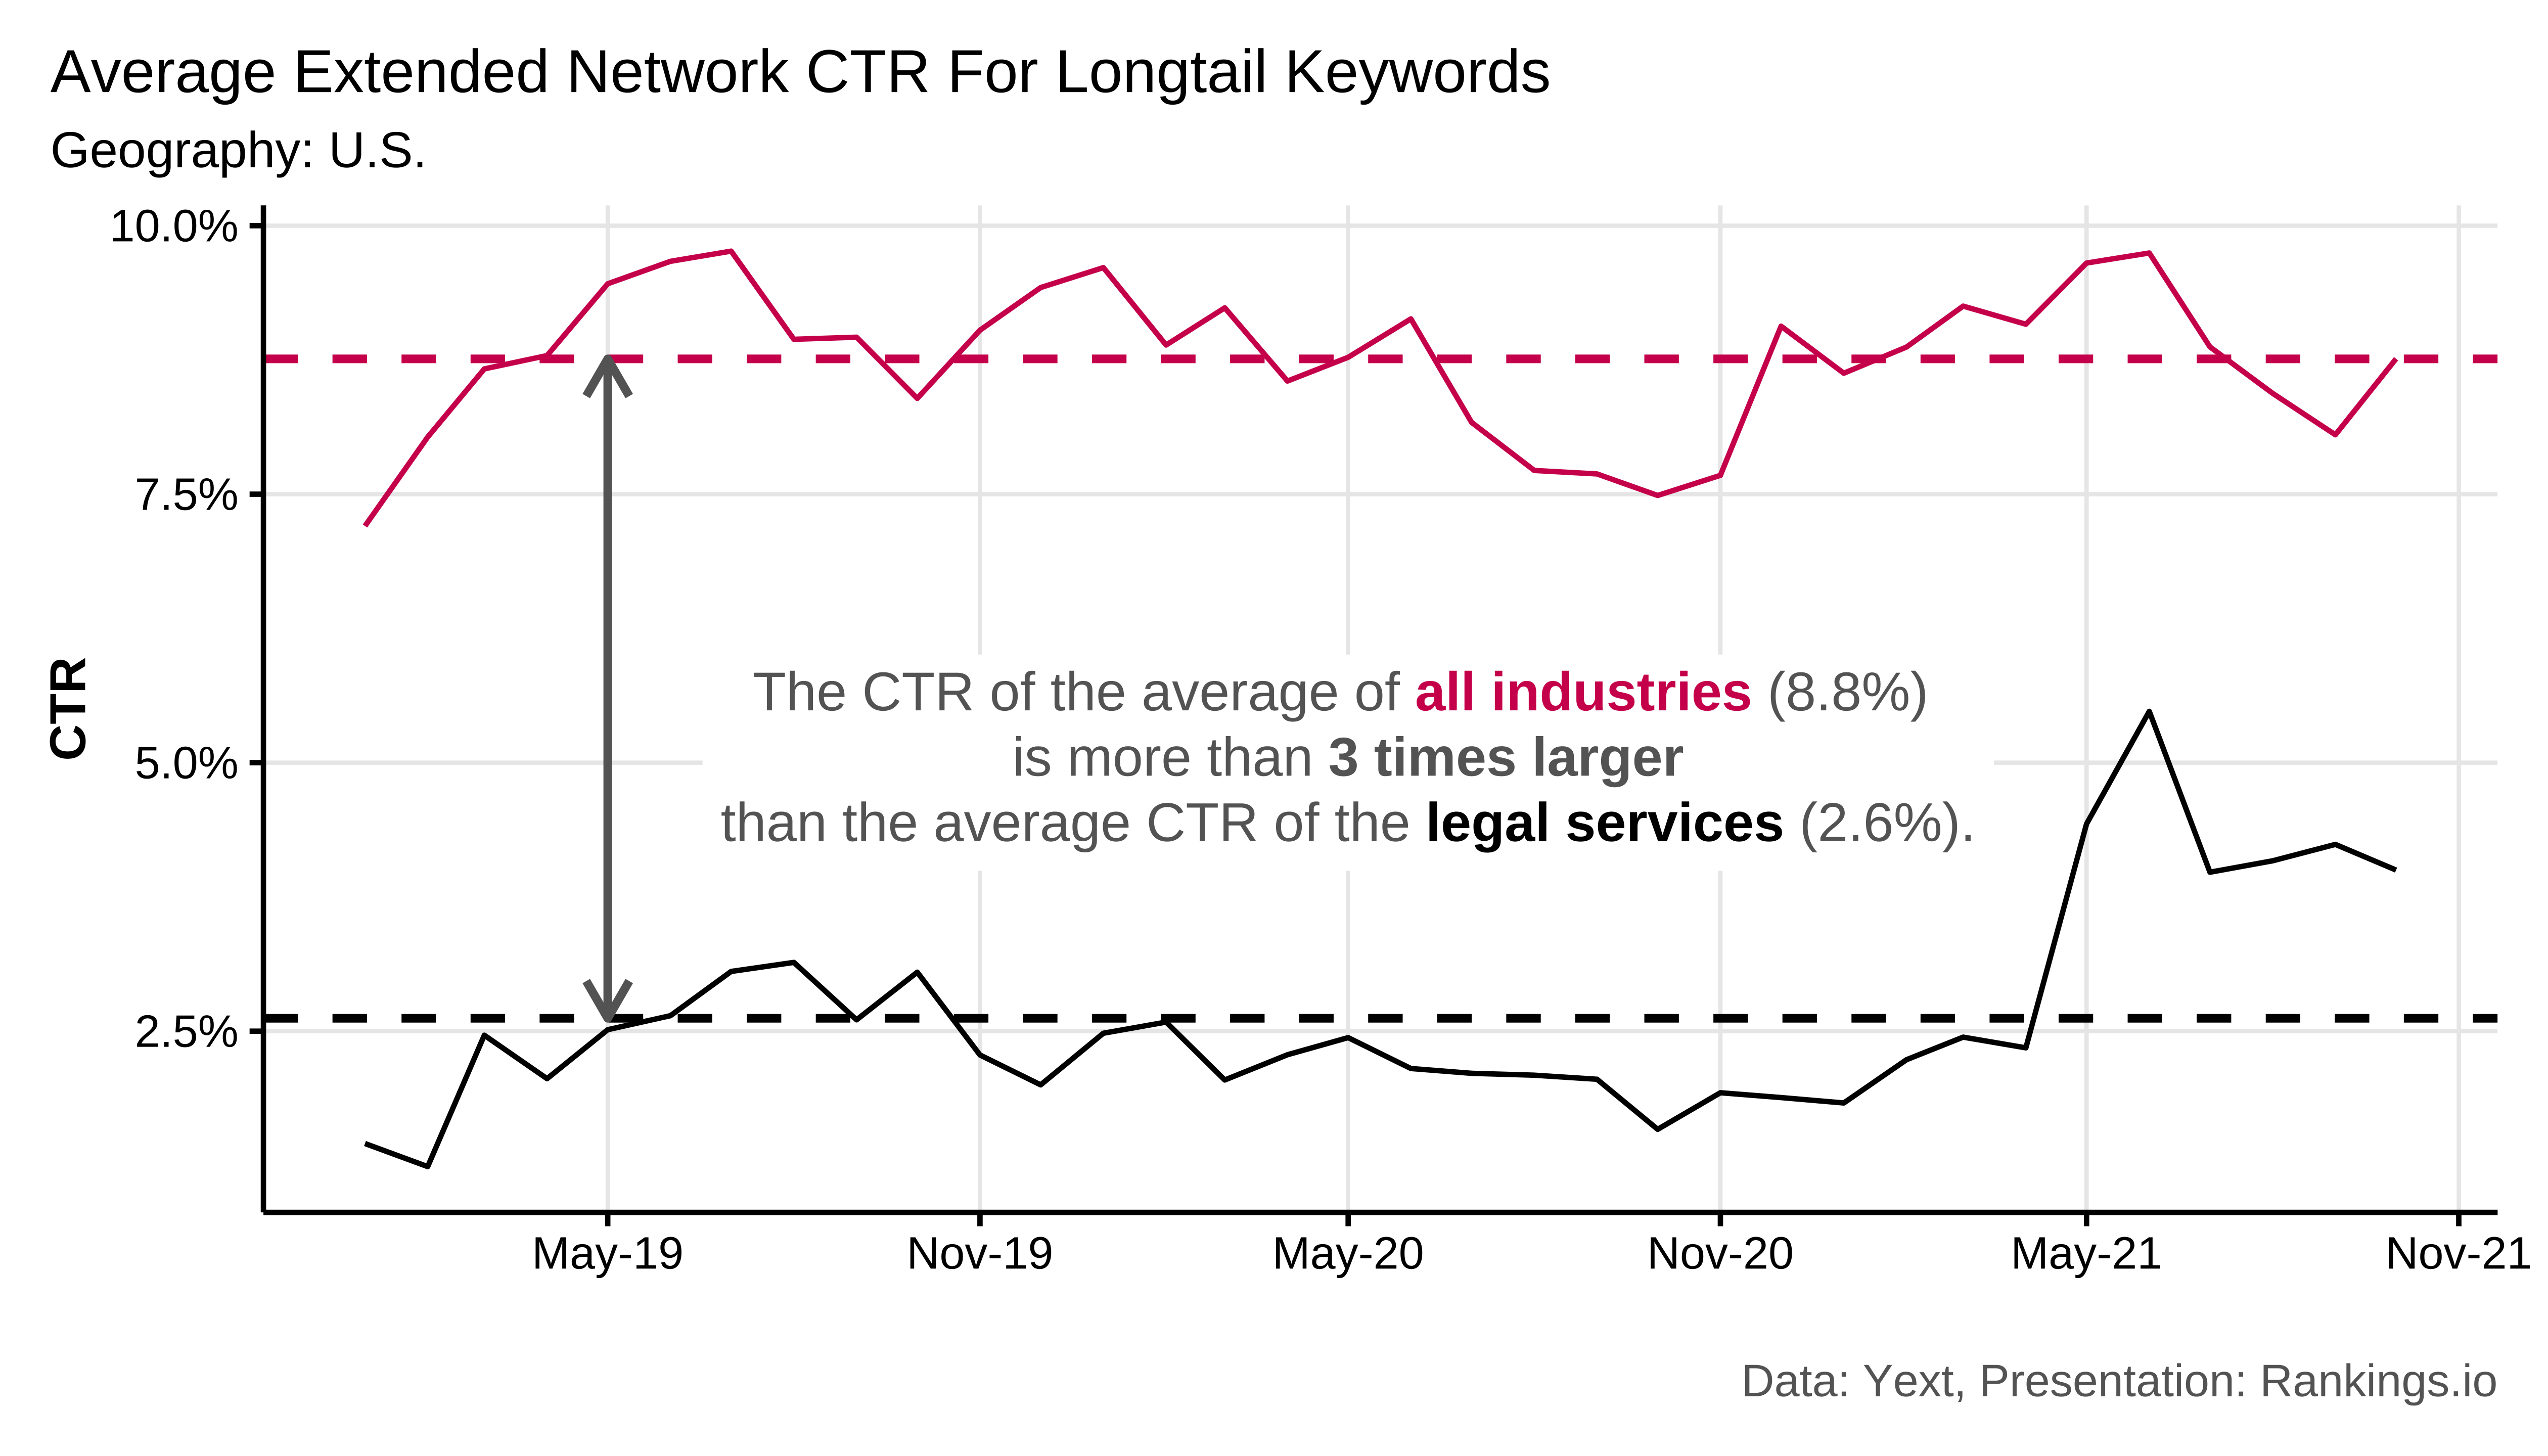 Average Extended Network CTR For Longtail Keywords
Geography: U.S.
10.0%
7.5%
5.0%
2.5%
CTR
The CTR of the average of all industries (8.8%)
is more than 3 times larger
than the average CTR of the legal services (2.6%).
May-19
Nov-19
May-20
Nov-20
May-21
Nov-21
Data: Yext, Presentation: Rankings.io